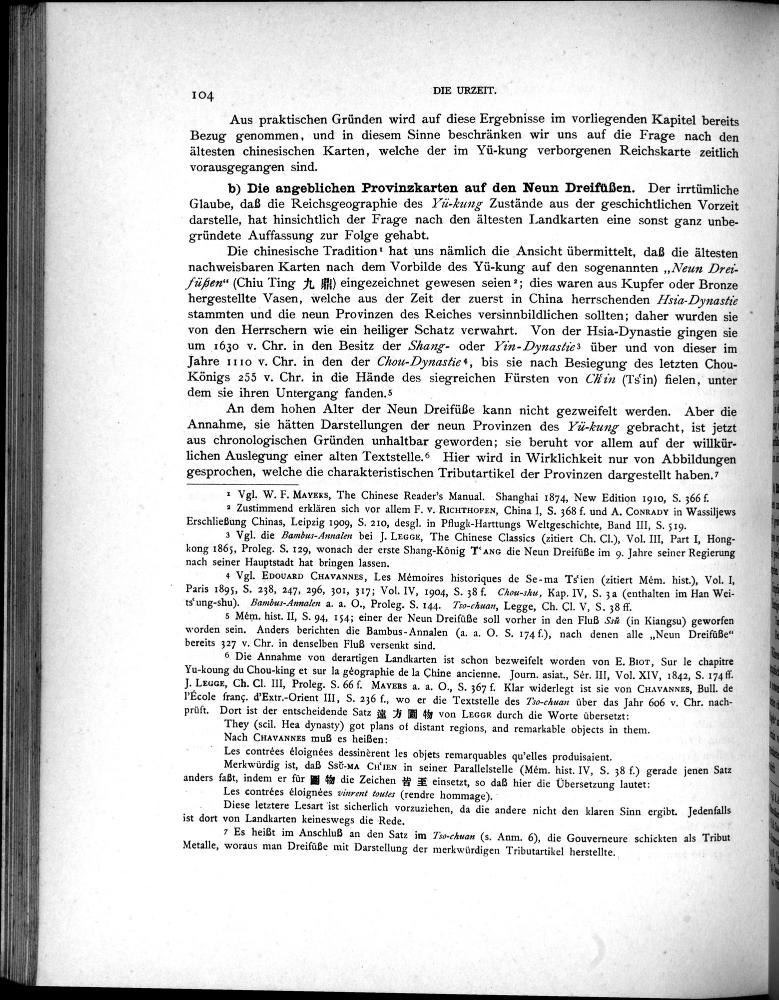 104
DIE URZEIT.
Aus praktischen Gründen wird auf diese Ergebnisse im vorliegenden Kapitel bereits
Bezug genommen, und in diesem Sinne beschränken wir uns auf die Frage nach den
ältesten chinesischen Karten, welche der im Yü-kung verborgenen Reichskarte zeitlich
vorausgegangen sind.
b) Die angeblichen Provinzkarten auf den Neun Dreifüßen. Der irrtümliche
Glaube, daß die Reichsgeographie des Yü-kung Zustände aus der geschichtlichen Vorzeit
darstelle, hat hinsichtlich der Frage nach den ältesten Landkarten eine sonst ganz unbe-
gründete Auffassung zur Folge gehabt.
Die chinesische Tradition¹ hat uns nämlich die Ansicht übermittelt, daß die ältesten
nachweisbaren Karten nach dem Vorbilde des Yü-kung auf den sogenannten „Neun Drei-
füßen“ (Chiu Ting 九 鼎) eingezeichnet gewesen seien²; dies waren aus Kupfer oder Bronze
hergestellte Vasen, welche aus der Zeit der zuerst in China herrschenden Hsia-Dynastie
stammten und die neun Provinzen des Reiches versinnbildlichen sollten; daher wurden sie
von den Herrschern wie ein heiliger Schatz verwahrt. Von der Hsia-Dynastie gingen sie
um 1630 v. Chr. in den Besitz der Shang- oder Yin-Dynastie³ über und von dieser im
Jahre 1110 v. Chr. in den der Chou-Dynastie⁴, bis sie nach Besiegung des letzten Chou-
Königs 255 v. Chr. in die Hände des siegreichen Fürsten von Ch'in (Ts'in) fielen, unter
dem sie ihren Untergang fanden.⁵
An dem hohen Alter der Neun Dreifüße kann nicht gezweifelt werden. Aber die
Annahme, sie hätten Darstellungen der neun Provinzen des Yü-kung gebracht, ist jetzt
aus chronologischen Gründen unhaltbar geworden; sie beruht vor allem auf der willkür-
lichen Auslegung einer alten Textstelle.⁶ Hier wird in Wirklichkeit nur von Abbildungen
gesprochen, welche die charakteristischen Tributartikel der Provinzen dargestellt haben.⁷
¹ Vgl. W. F. MAYERS, The Chinese Reader's Manual. Shanghai 1874, New Edition 1910, S. 366 f.
² Zustimmend erklären sich vor allem F. v. RICHTHOFEN, China I, S. 368 f. und A. CONRADY in Wassiljews
Erschließung Chinas, Leipzig 1909, S. 210, desgl. in Pflugk-Harttungs Weltgeschichte, Band III, S. 519.
³ Vgl. die Bambus-Annalen bei J. LEGGE, The Chinese Classics (zitiert Ch. Cl.), Vol. III, Part I, Hong-
kong 1865, Proleg. S. 129, wonach der erste Shang-König T'ANG die Neun Dreifüße im 9. Jahre seiner Regierung
nach seiner Hauptstadt hat bringen lassen.
⁴ Vgl. EDOUARD CHAVANNES, Les Mémoires historiques de Se-ma Ts'ien (zitiert Mém. hist.), Vol. I,
Paris 1895, S. 238, 247, 296, 301, 317; Vol. IV, 1904, S. 38 f. Chou-shu, Kap. IV, S. 3a (enthalten im Han Wei-
ts'ung-shu). Bambus-Annalen a. a. O., Proleg. S. 144. Tso-chuan, Legge, Ch. Cl. V, S. 38 ff.
⁵ Mém. hist. II, S. 94, 154; einer der Neun Dreifüße soll vorher in den Fluß Ssŭ (in Kiangsu) geworfen
worden sein. Anders berichten die Bambus-Annalen (a. a. O. S. 174 f.), nach denen alle „Neun Dreifüße“
bereits 327 v. Chr. in denselben Fluß versenkt sind.
⁶ Die Annahme von derartigen Landkarten ist schon bezweifelt worden von E. BIOT, Sur le chapitre
Yu-koung du Chou-king et sur la géographie de la Chine ancienne. Journ. asiat., Sér. III, Vol. XIV, 1842, S. 174 ff.
J. LEGGE, Ch. Cl. III, Proleg. S. 66 f. MAYERS a. a. O., S. 367 f. Klar widerlegt ist sie von CHAVANNES, Bull. de
l'École franç. d'Extr.-Orient III, S. 236 f., wo er die Textstelle des Tso-chuan über das Jahr 606 v. Chr. nach-
prüft. Dort ist der entscheidende Satz 遠 方 圖 物 von LEGGE durch die Worte übersetzt:
They (scil. Hea dynasty) got plans of distant regions, and remarkable objects in them.
Nach CHAVANNES muß es heißen:
Les contrées éloignées dessinèrent les objets remarquables qu'elles produisaient.
Merkwürdig ist, daß SSŬ-MA CH'IEN in seiner Parallelstelle (Mém. hist. IV, S. 38 f.) gerade jenen Satz
anders faßt, indem er für 圖 物 die Zeichen 皆 至 einsetzt, so daß hier die Übersetzung lautet:
Les contrées éloignées vinrent toutes (rendre hommage).
Diese letztere Lesart ist sicherlich vorzuziehen, da die andere nicht den klaren Sinn ergibt. Jedenfalls
ist dort von Landkarten keineswegs die Rede.
⁷ Es heißt im Anschluß an den Satz im Tso-chuan (s. Anm. 6), die Gouverneure schickten als Tribut
Metalle, woraus man Dreifüße mit Darstellung der merkwürdigen Tributartikel herstellte.